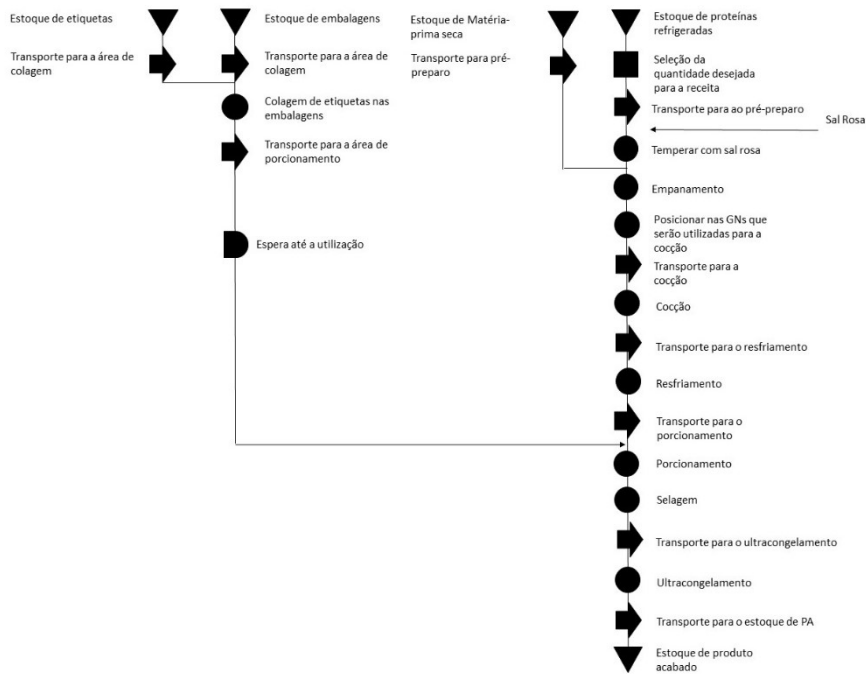 Estoque de etiquetas
Estoque de embalagens
Estoque de Matéria-
prima seca
Estoque de proteínas
refrigeradas
Transporte para a área de
colagem
Transporte para a área de
colagem
Transporte para pré-
preparo
Seleção da
quantidade desejada
para a receita
Colagem de etiquetas nas
embalagens
Transporte para ao pré-preparo
Sal Rosa
Transporte para a área de
porcionamento
Temperar com sal rosa
Empanamento
Posicionar nas GNs que
serão utilizadas para a
cocção
Espera até a utilização
Transporte para a
cocção
Cocção
Transporte para o resfriamento
Resfriamento
Transporte para o
porcionamento
Porcionamento
Selagem
Transporte para o ultracongelamento
Ultracongelamento
Transporte para o estoque de PA
Estoque de produto
acabado